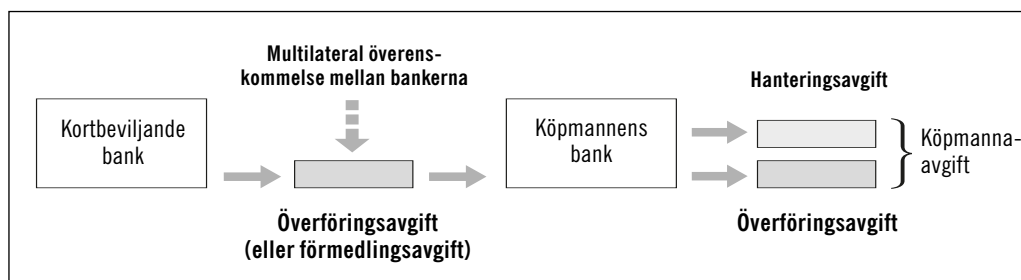 Multilateral överens-
kommelse mellan bankerna
Kortbeviljande
bank
Överföringsavgift
(eller förmedlingsavgift)
Köpmannens
bank
Hanteringsavgift
Överföringsavgift
Köpmanna-
avgift